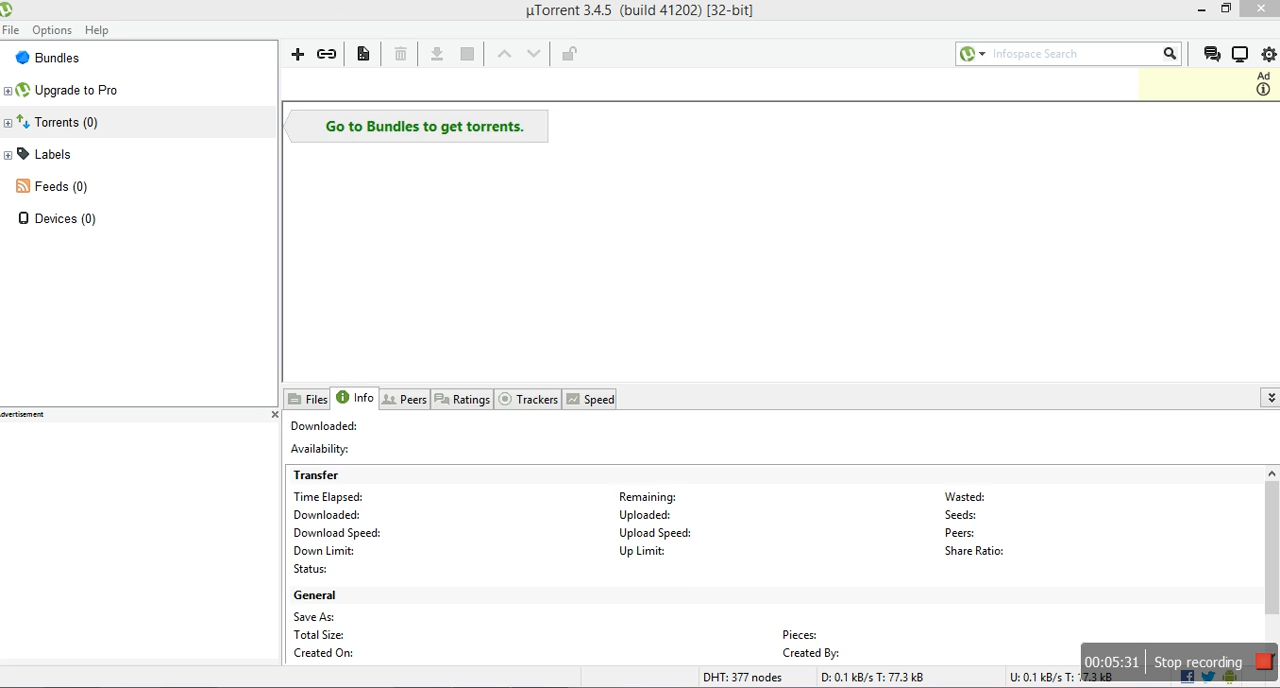 µTorrent 3.4.5 (build 41202) [32-bit]
File Options Help
Bundles
Upgrade to Pro
Torrents (0)
Labels
Feeds (0)
Devices (0)
Infospace Search
Ad
Go to Bundles to get torrents.
dvertisement
Files Info Peers Ratings Trackers Speed
Downloaded:
Availability:
Transfer
Time Elapsed: Remaining: Wasted:
Downloaded: Uploaded: Seeds:
Download Speed: Upload Speed: Peers:
Down Limit: Up Limit: Share Ratio:
Status:
General
Save As:
Total Size: Pieces:
Created On: Created By:
00:05:31 Stop recording
DHT: 377 nodes D: 0.1 kB/s T: 77.3 kB U: 0.1 kB/s T: 77.3 kB